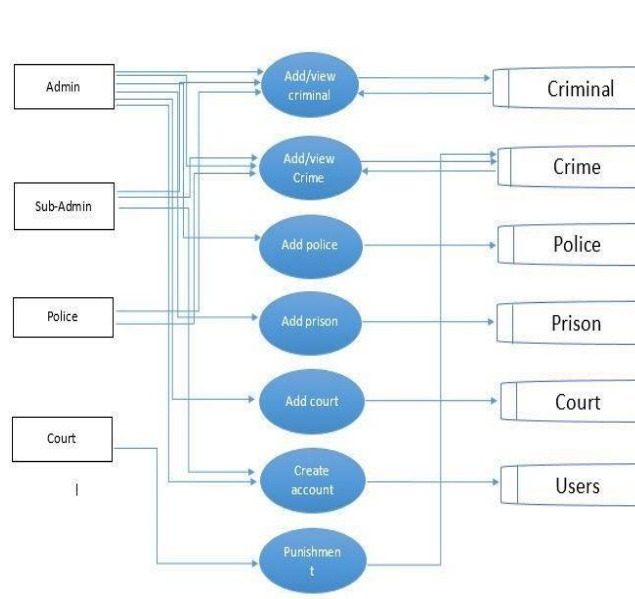 Admin
Sub-Admin
Police
Court
Add/view
criminal
Add/view
Crime
Add police
Add prison
Add court
Create
account
Punishmen
t
Criminal
Crime
Police
Prison
Court
Users